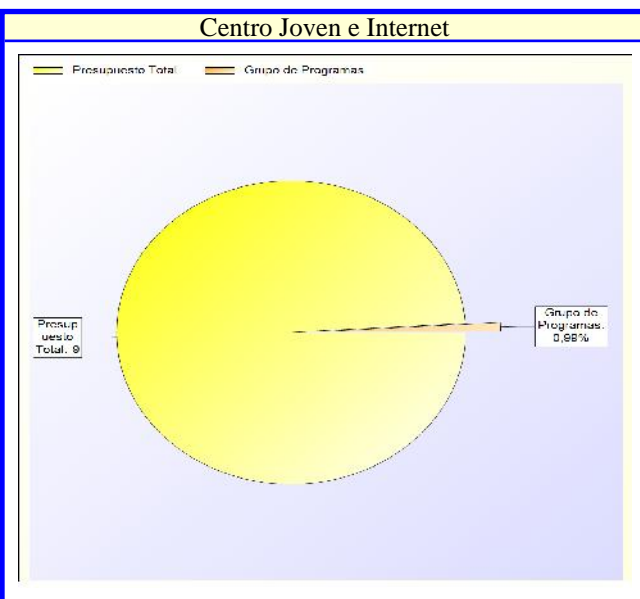 Centro Joven e Internet
Presupuesto Total
Grupo de Programas
Presup
uesto
Total. 9
Grupo de
Programas.
0,98%